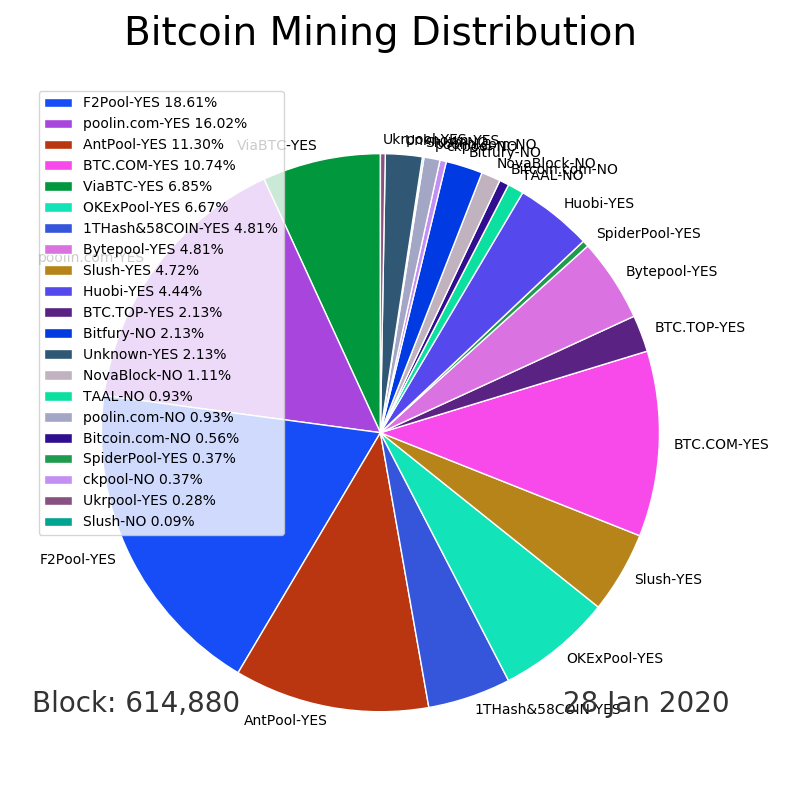 Bitcoin Mining Distribution
F2Pool-YES 18.61%
poolin.com-YES 16.02%
AntPool-YES 11.30%
BTC.COM-YES 10.74%
ViaBTC-YES 6.85%
OKExPool-YES 6.67%
1THash&58COIN-YES 4.81%
Bytepool-YES 4.81%
Slush-YES 4.72%
Huobi-YES 4.44%
BTC.TOP-YES 2.13%
Bitfury-NO 2.13%
Unknown-YES 2.13%
NovaBlock-NO 1.11%
TAAL-NO 0.93%
poolin.com-NO 0.93%
Bitcoin.com-NO 0.56%
SpiderPool-YES 0.37%
ckpool-NO 0.37%
Ukrpool-YES 0.28%
Slush-NO 0.09%
ViaBTC-YES
poolin.com-YES
F2Pool-YES
AntPool-YES
1THash&58COIN-YES
OKExPool-YES
Slush-YES
BTC.COM-YES
BTC.TOP-YES
Bytepool-YES
SpiderPool-YES
Huobi-YES
TAAL-NO
Bitcoin.com-NO
NovaBlock-NO
Bitfury-NO
ckpool-NO
Ukrpool-YES
Block: 614,880
28 Jan 2020